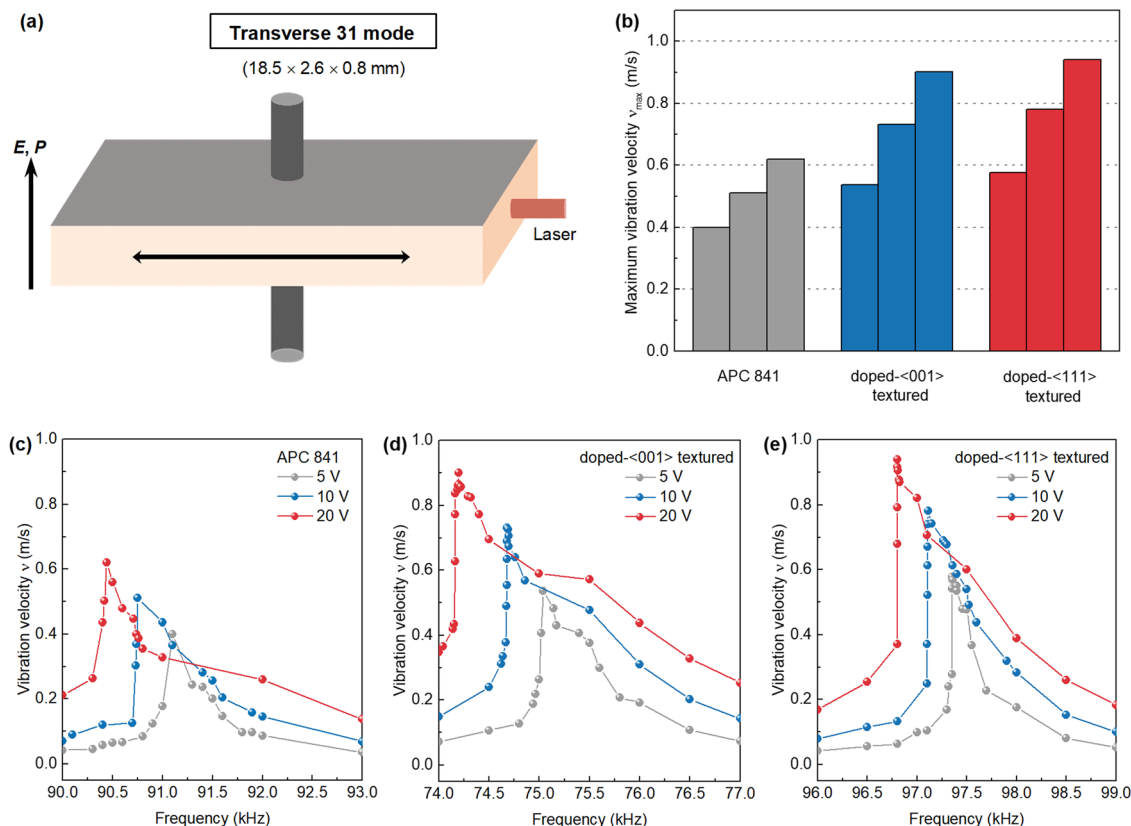 (a)
Transverse 31 mode
(18.5 × 2.6 × 0.8 mm)
E, P
Laser
(b)
Maximum vibration velocity νmax (m/s)
1.0
0.8
0.6
0.4
0.2
0.0
APC 841
doped-<001>
textured
doped-<111>
textured
(c)
Vibration velocity ν (m/s)
1.0
0.8
0.6
0.4
0.2
0.0
APC 841
5 V
10 V
20 V
90.0 90.5 91.0 91.5 92.0 92.5 93.0
Frequency (kHz)
(d)
Vibration velocity ν (m/s)
1.0
0.8
0.6
0.4
0.2
0.0
doped-<001> textured
5 V
10 V
20 V
74.0 74.5 75.0 75.5 76.0 76.5 77.0
Frequency (kHz)
(e)
Vibration velocity ν (m/s)
1.0
0.8
0.6
0.4
0.2
0.0
doped-<111> textured
5 V
10 V
20 V
96.0 96.5 97.0 97.5 98.0 98.5 99.0
Frequency (kHz)